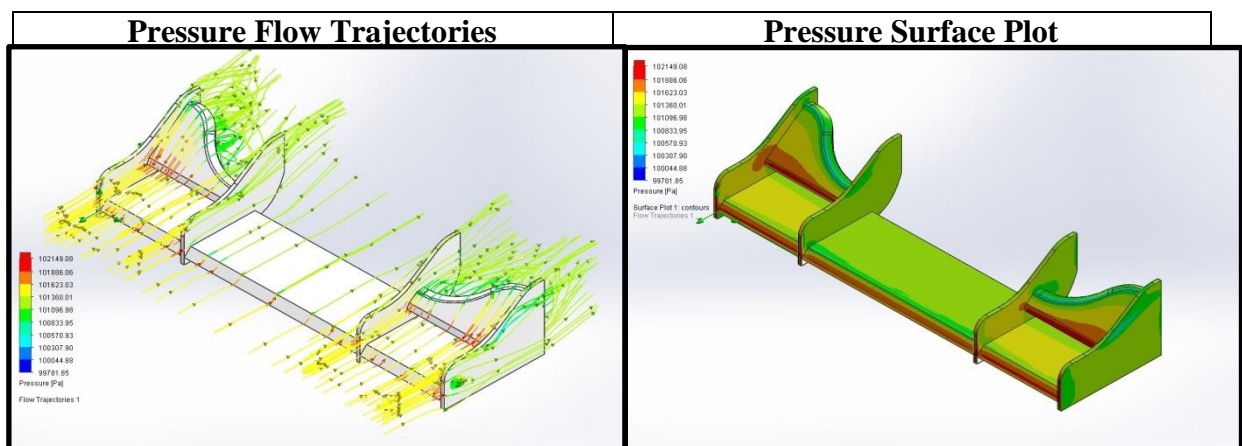 Pressure Flow Trajectories
Pressure Surface Plot
102149.08
101886.06
101623.03
101360.01
101096.98
100833.95
100570.93
100307.90
100044.88
99781.85
Pressure [Pa]
Flow Trajectories 1
102149.08
101886.06
101623.03
101360.01
101096.98
100833.95
100570.93
100307.90
100044.88
99781.85
Pressure [Pa]
Surface Plot 1: contours
Flow Trajectories 1